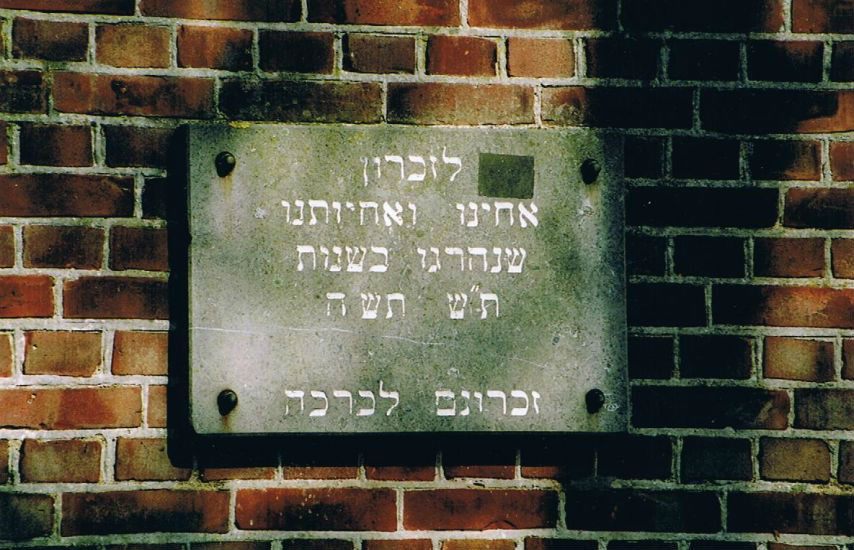 לזכרון
אחינו ואחיותנו
שנהרגו בשנות
ת״ש תש ה
זכרונם לברכה